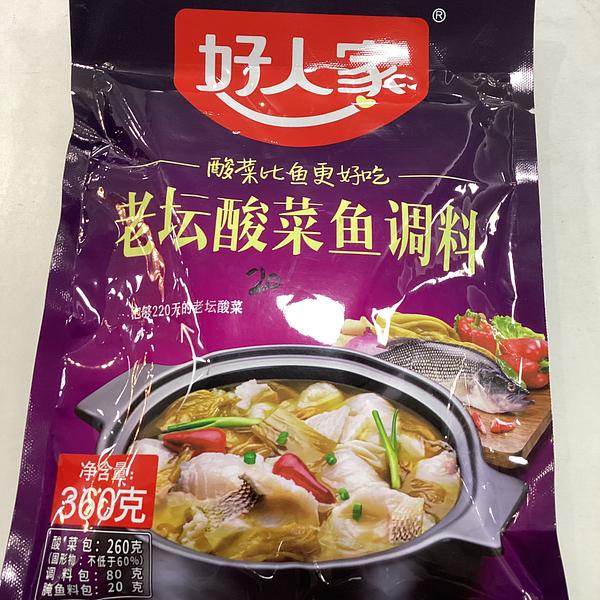 好人家®
酸菜比鱼更好吃
老坛酸菜鱼调料
泡够220天的老坛酸菜
净含量:
360克
酸菜包: 260克
(固形物: 不低于60%)
调料包: 80克
腌鱼料包: 20克